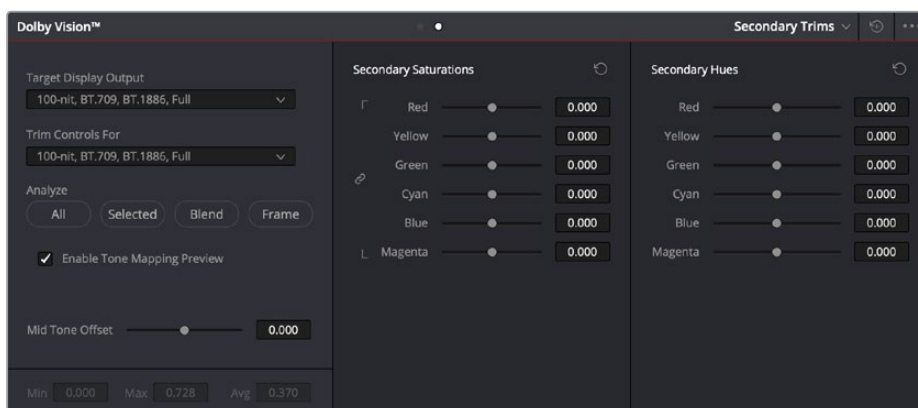 Dolby Vision™
Secondary Trims
Target Display Output
100-nit, BT.709, BT.1886, Full
Trim Controls For
100-nit, BT.709, BT.1886, Full
Analyze
All Selected Blend Frame
Enable Tone Mapping Preview
Mid Tone Offset 0.000
Min 0.000 Max 0.728 Avg 0.370
Secondary Saturations
Red 0.000
Yellow 0.000
Green 0.000
Cyan 0.000
Blue 0.000
Magenta 0.000
Secondary Hues
Red 0.000
Yellow 0.000
Green 0.000
Cyan 0.000
Blue 0.000
Magenta 0.000